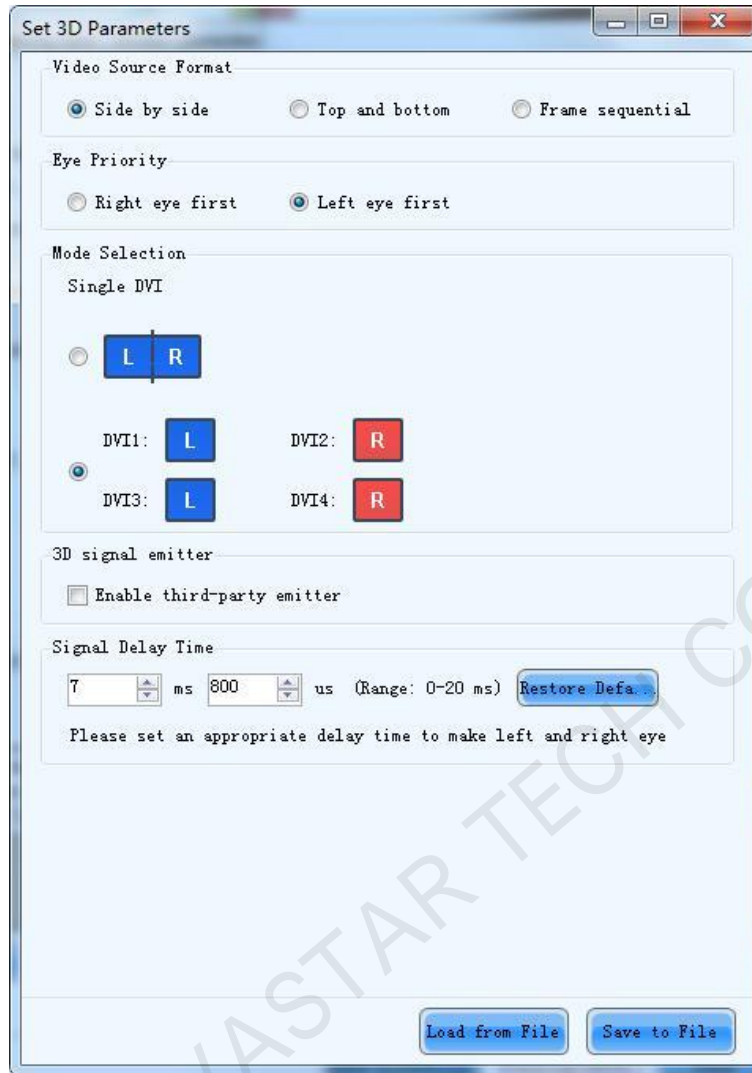 Set 3D Parameters
Video Source Format
Side by side Top and bottom Frame sequential
Eye Priority
Right eye first Left eye first
Mode Selection
Single DVI
L R
DVI1: L DVI2: R
DVI3: L DVI4: R
3D signal emitter
Enable third-party emitter
Signal Delay Time
7 ms 800 us (Range: 0-20 ms) Restore Defa...
Please set an appropriate delay time to make left and right eye
Load from File Save to File
VASTAR TECH CO